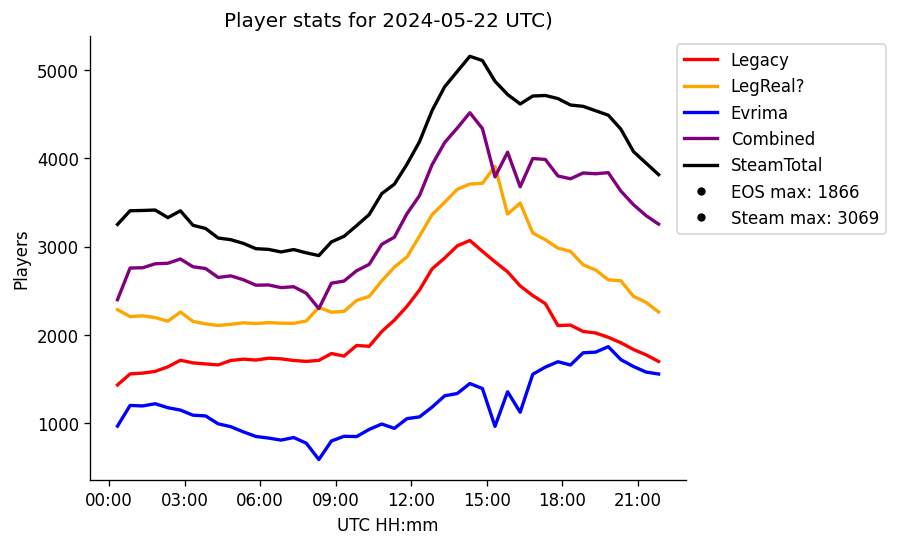 Player stats for 2024-05-22 UTC)
Legacy
LegReal?
Evrima
Combined
SteamTotal
EOS max: 1866
Steam max: 3069
Players
5000
4000
3000
2000
1000
00:00 03:00 06:00 09:00 12:00 15:00 18:00 21:00
UTC HH:mm